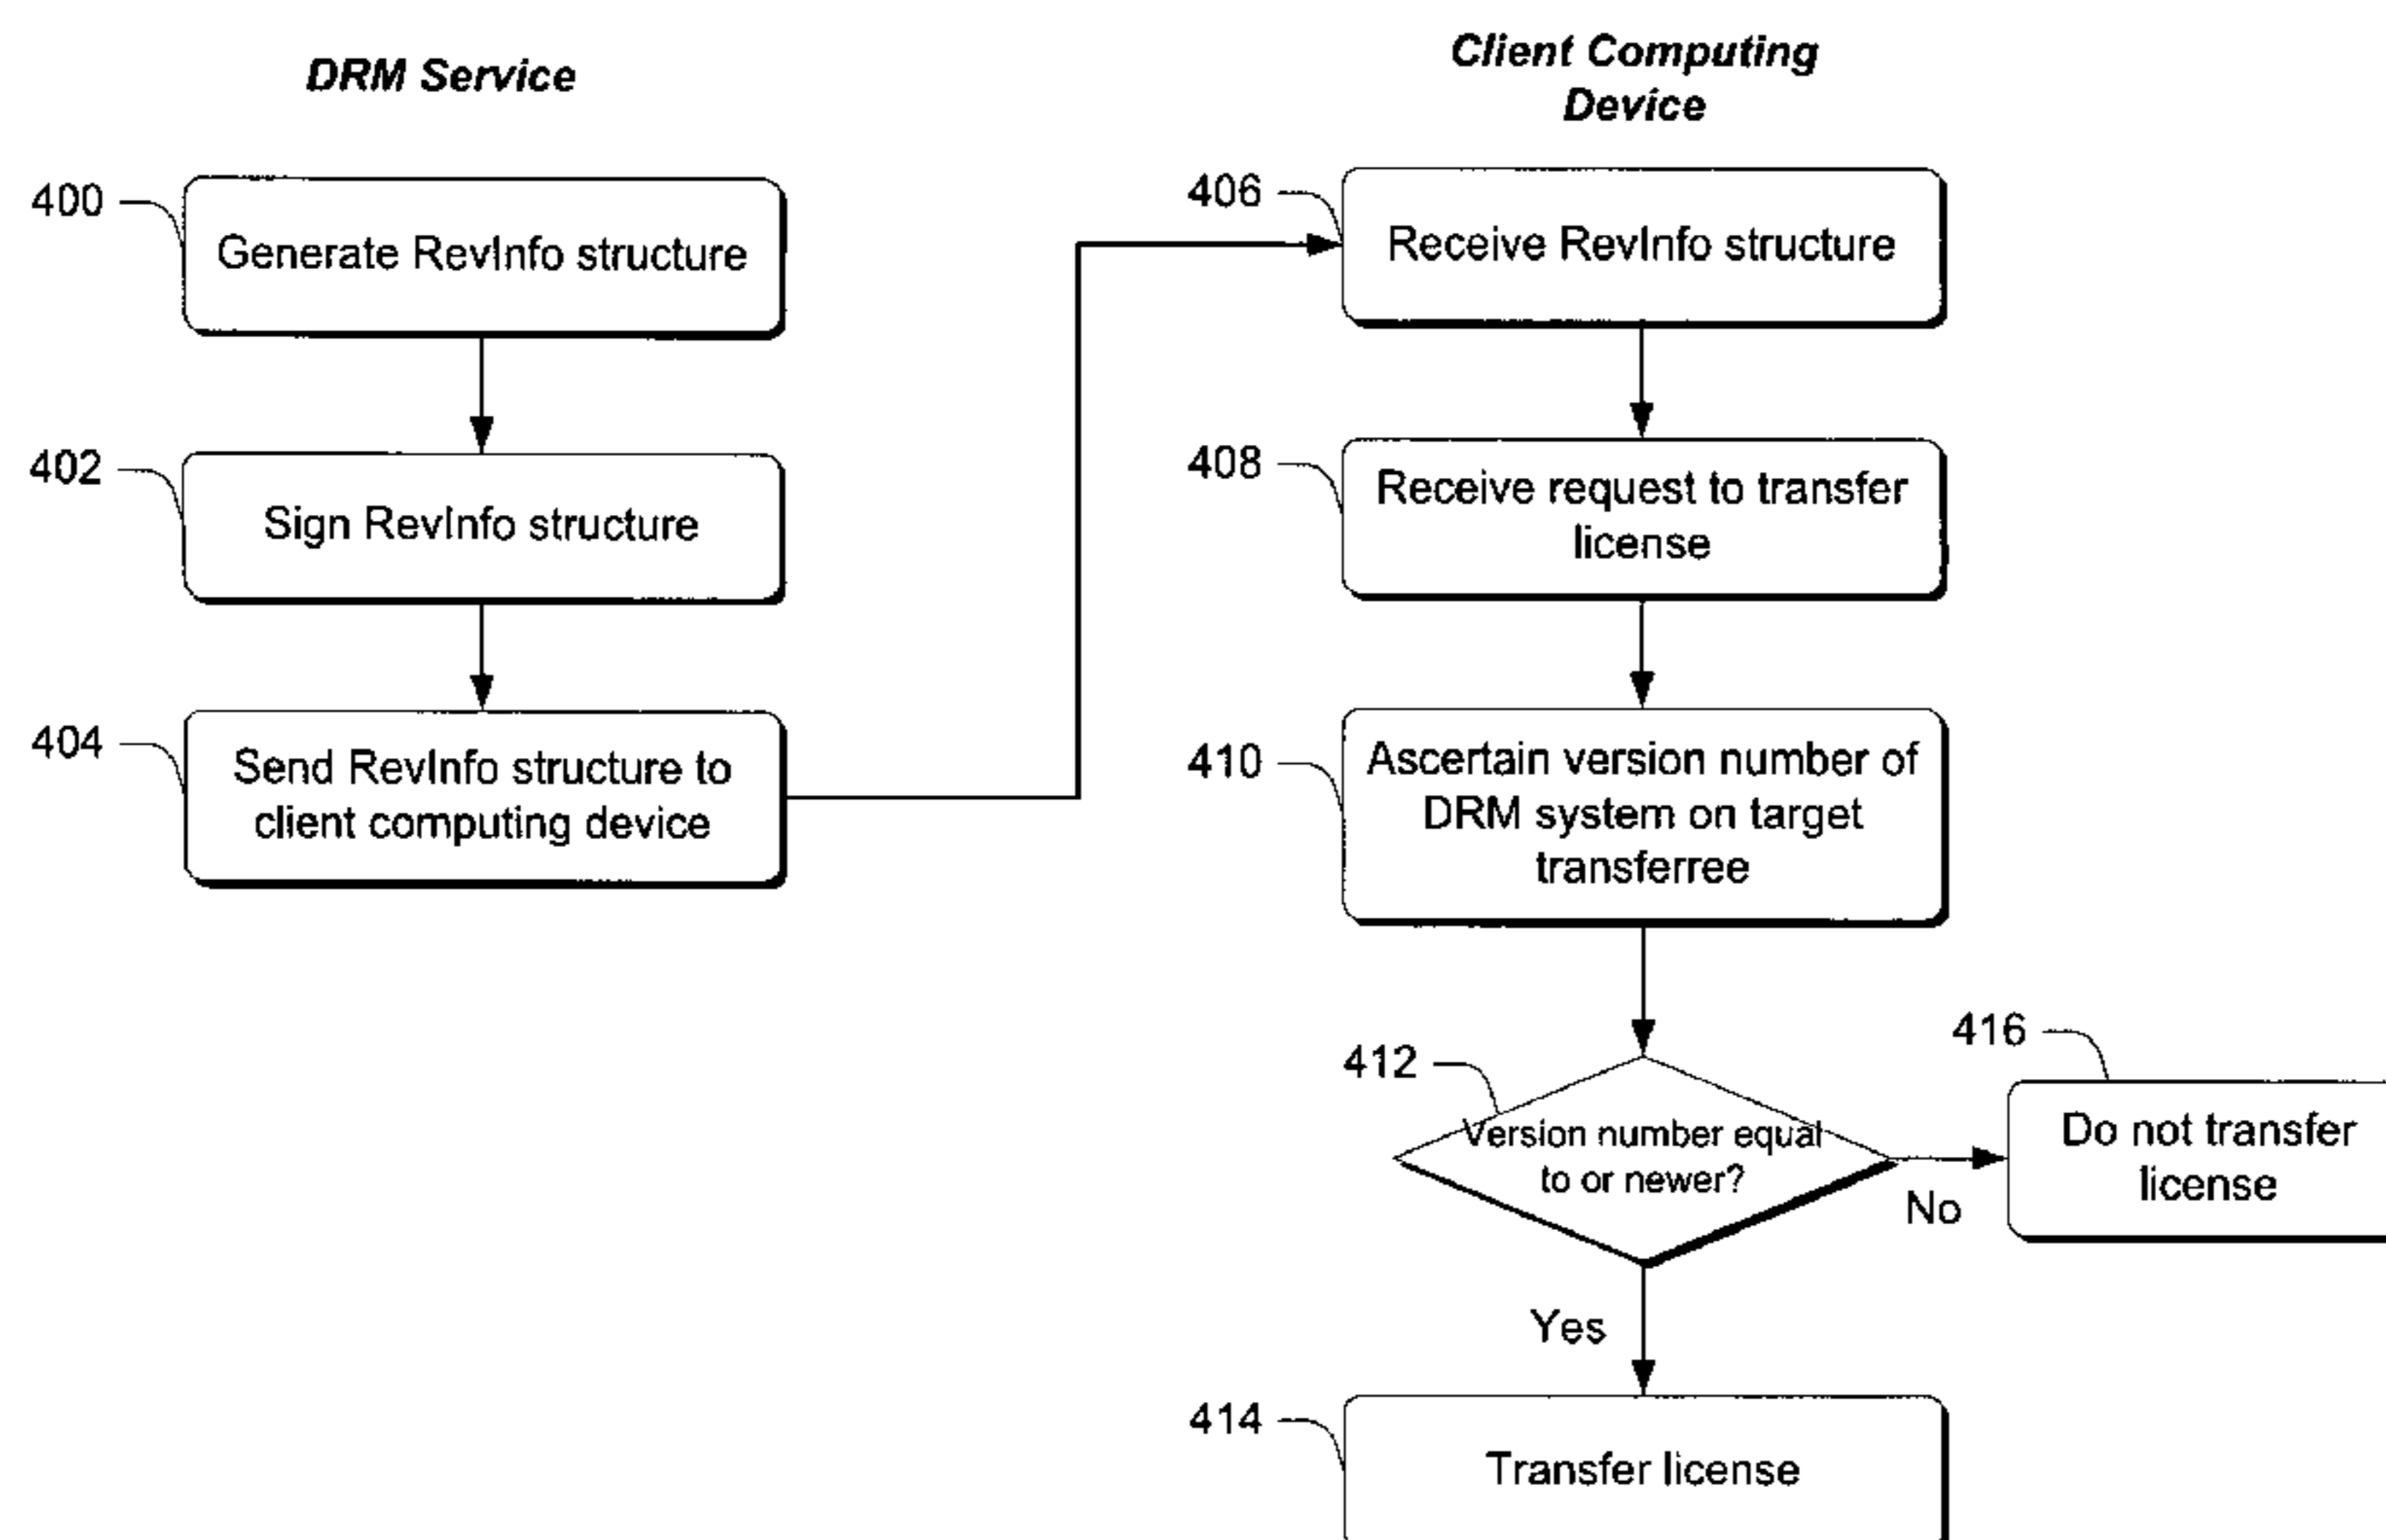 DRM Service
400
Generate RevInfo structure
402
Sign RevInfo structure
404
Send RevInfo structure to
client computing device
Client Computing
Device
406
Receive RevInfo structure
408
Receive request to transfer
license
410
Ascertain version number of
DRM system on target
transferree
412
Version number equal
to or newer?
No
416
Do not transfer
license
Yes
414
Transfer license